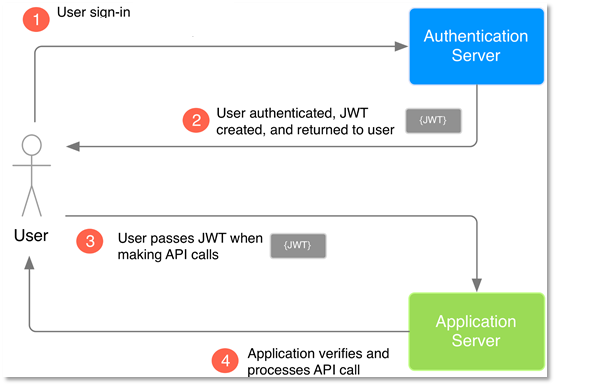 1
User sign-in
Authentication
Server
2
User authenticated, JWT
created, and returned to user
{JWT}
User
3
User passes JWT when
making API calls
{JWT}
Application
Server
4
Application verifies and
processes API call